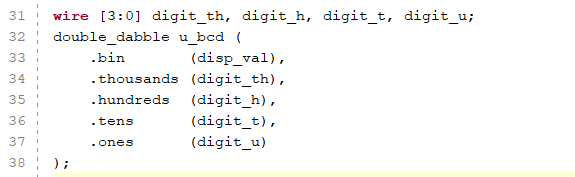 31 wire [3:0] digit_th, digit_h, digit_t, digit_u;
32 double_dabble u_bcd (
33     .bin       (disp_val),
34     .thousands (digit_th),
35     .hundreds  (digit_h),
36     .tens      (digit_t),
37     .ones      (digit_u)
38 );